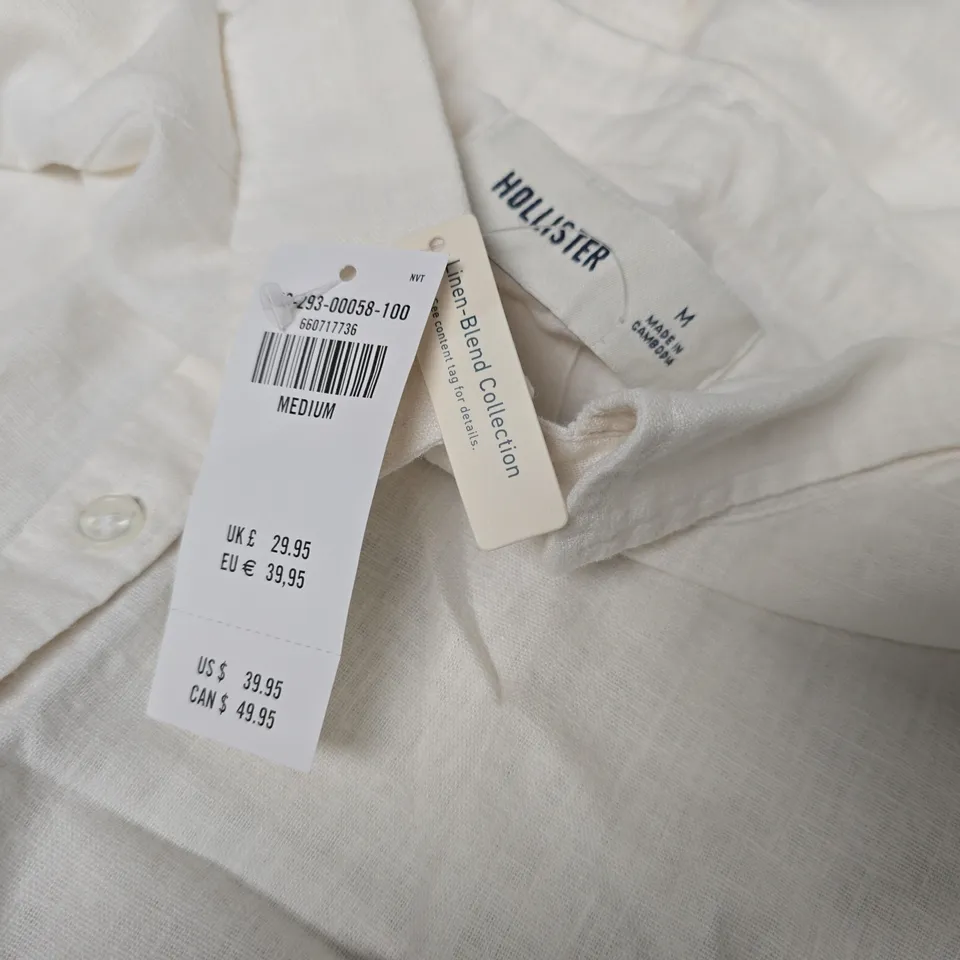 HOLLISTER
M
MADE IN
CAMBODIA
NVT
-293-00058-100
660717736
MEDIUM
UK £ 29.95
EU € 39,95
US $ 39.95
CAN $ 49.95
Linen-Blend Collection
See content tag for details.